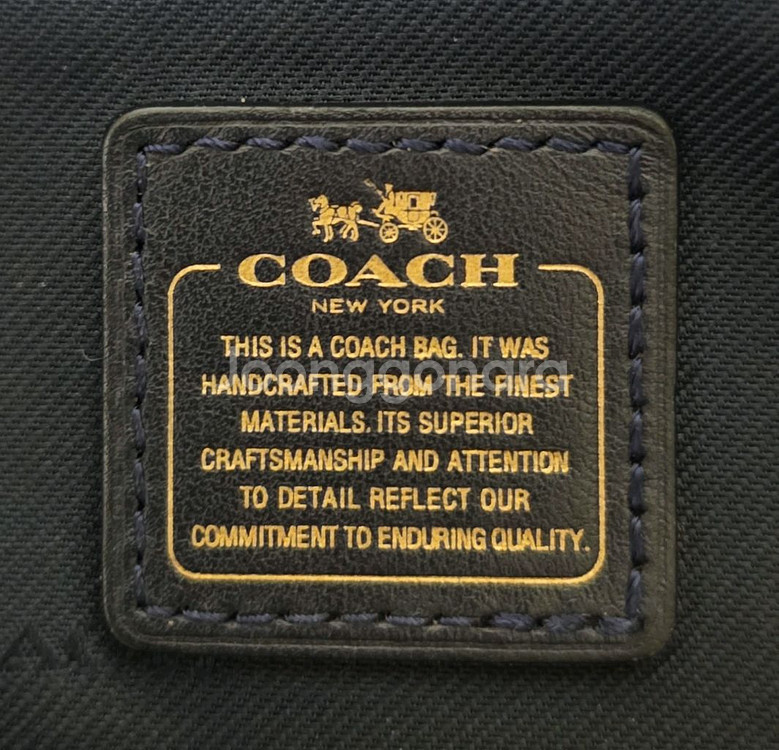 COACH
NEW YORK
THIS IS A COACH BAG. IT WAS
HANDCRAFTED FROM THE FINEST
MATERIALS. ITS SUPERIOR
CRAFTSMANSHIP AND ATTENTION
TO DETAIL REFLECT OUR
COMMITMENT TO ENDURING QUALITY.
joonggonara